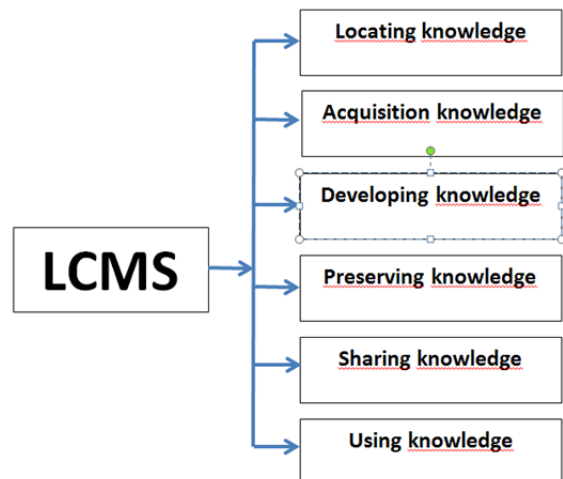 Locating knowledge
Acquisition knowledge
Developing knowledge
LCMS
Preserving knowledge
Sharing knowledge
Using knowledge